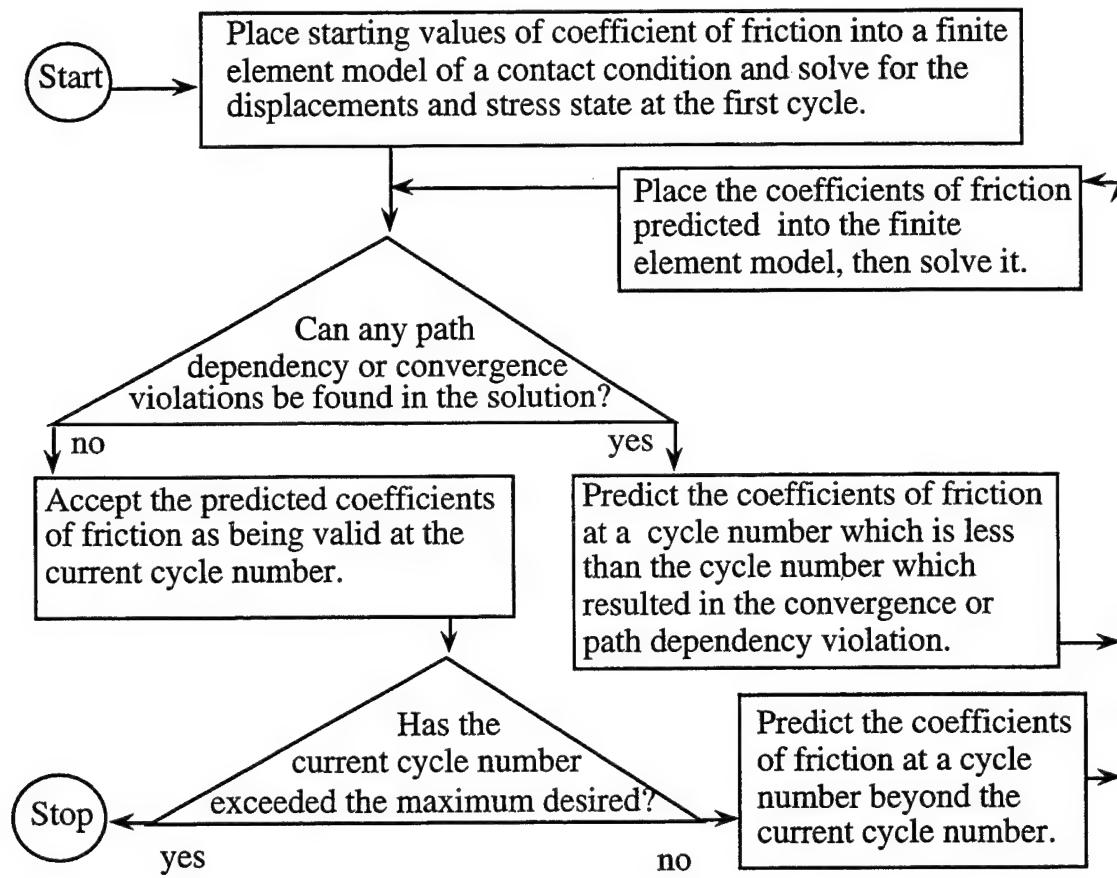 Start
Place starting values of coefficient of friction into a finite
element model of a contact condition and solve for the
displacements and stress state at the first cycle.
Place the coefficients of friction
predicted into the finite
element model, then solve it.
Can any path
dependency or convergence
violations be found in the solution?
no
yes
Accept the predicted coefficients
of friction as being valid at the
current cycle number.
Predict the coefficients of friction
at a cycle number which is less
than the cycle number which
resulted in the convergence or
path dependency violation.
Has the
current cycle number
exceeded the maximum desired?
Stop
yes
no
Predict the coefficients
of friction at a cycle
number beyond the
current cycle number.